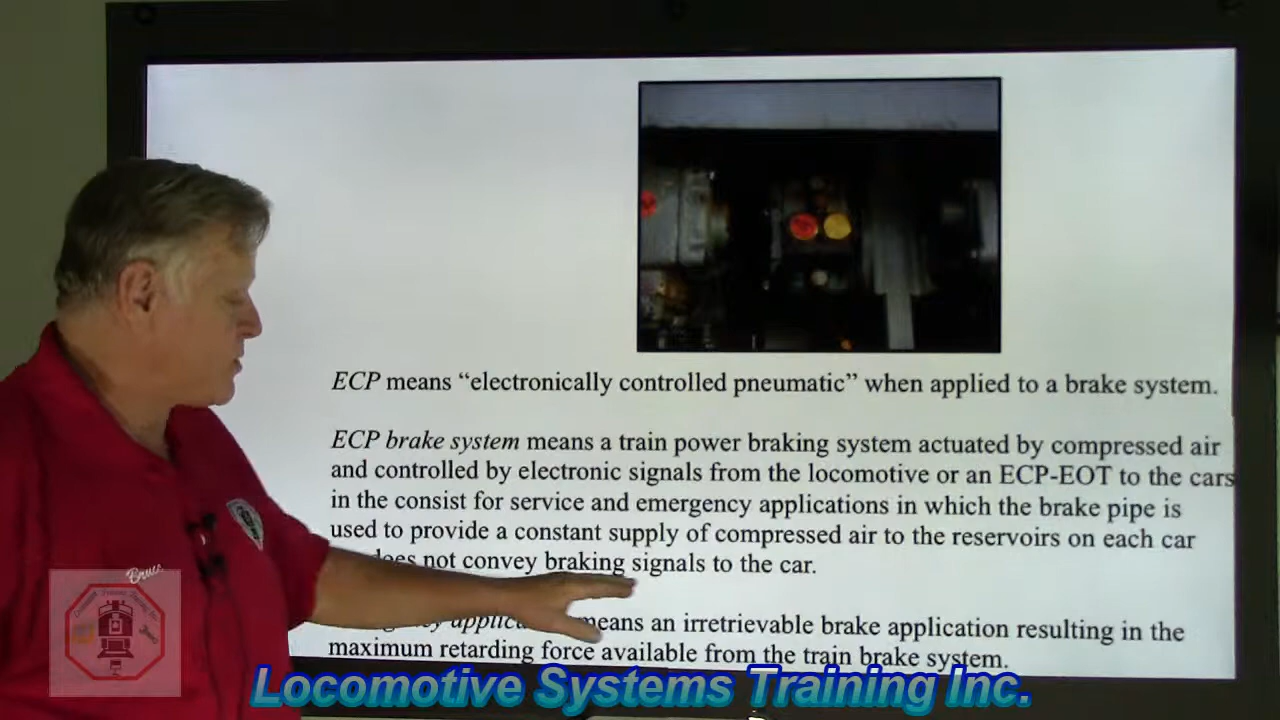 ECP means “electronically controlled pneumatic” when applied to a brake system.
ECP brake system means a train power braking system actuated by compressed air
and controlled by electronic signals from the locomotive or an ECP-EOT to the cars
in the consist for service and emergency applications in which the brake pipe is
used to provide a constant supply of compressed air to the reservoirs on each car
does not convey braking signals to the car.
means an irretrievable brake application resulting in the
maximum retarding force available from the train brake system.
Bruce
Locomotive Systems Training Inc.